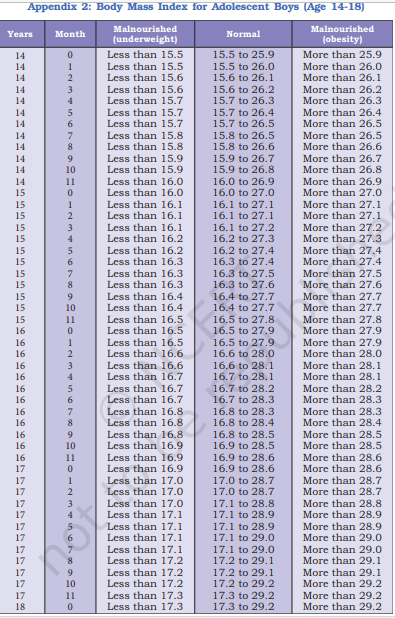 Appendix 2: Body Mass Index for Adolescent Boys (Age 14-18)
Years Month Malnourished (underweight) Normal Malnourished (obesity)
14 0 Less than 15.5 15.5 to 25.9 More than 25.9
14 1 Less than 15.5 15.5 to 26.0 More than 26.0
14 2 Less than 15.6 15.6 to 26.1 More than 26.1
14 3 Less than 15.6 15.6 to 26.2 More than 26.2
14 4 Less than 15.7 15.7 to 26.3 More than 26.3
14 5 Less than 15.7 15.7 to 26.4 More than 26.4
14 6 Less than 15.7 15.7 to 26.5 More than 26.5
14 7 Less than 15.8 15.8 to 26.5 More than 26.5
14 8 Less than 15.8 15.8 to 26.6 More than 26.6
14 9 Less than 15.9 15.9 to 26.7 More than 26.7
14 10 Less than 15.9 15.9 to 26.8 More than 26.8
14 11 Less than 16.0 16.0 to 26.9 More than 26.9
15 0 Less than 16.0 16.0 to 27.0 More than 27.0
15 1 Less than 16.1 16.1 to 27.1 More than 27.1
15 2 Less than 16.1 16.1 to 27.1 More than 27.1
15 3 Less than 16.1 16.1 to 27.2 More than 27.2
15 4 Less than 16.2 16.2 to 27.3 More than 27.3
15 5 Less than 16.2 16.2 to 27.4 More than 27.4
15 6 Less than 16.3 16.3 to 27.4 More than 27.4
15 7 Less than 16.3 16.3 to 27.5 More than 27.5
15 8 Less than 16.3 16.3 to 27.6 More than 27.6
15 9 Less than 16.4 16.4 to 27.7 More than 27.7
15 10 Less than 16.4 16.4 to 27.7 More than 27.7
15 11 Less than 16.5 16.5 to 27.8 More than 27.8
16 0 Less than 16.5 16.5 to 27.9 More than 27.9
16 1 Less than 16.5 16.5 to 27.9 More than 27.9
16 2 Less than 16.6 16.6 to 28.0 More than 28.0
16 3 Less than 16.6 16.6 to 28.1 More than 28.1
16 4 Less than 16.7 16.7 to 28.1 More than 28.1
16 5 Less than 16.7 16.7 to 28.2 More than 28.2
16 6 Less than 16.7 16.7 to 28.3 More than 28.3
16 7 Less than 16.8 16.8 to 28.3 More than 28.3
16 8 Less than 16.8 16.8 to 28.4 More than 28.4
16 9 Less than 16.8 16.8 to 28.5 More than 28.5
16 10 Less than 16.9 16.9 to 28.5 More than 28.5
16 11 Less than 16.9 16.9 to 28.6 More than 28.6
17 0 Less than 16.9 16.9 to 28.6 More than 28.6
17 1 Less than 17.0 17.0 to 28.7 More than 28.7
17 2 Less than 17.0 17.0 to 28.7 More than 28.7
17 3 Less than 17.0 17.1 to 28.8 More than 28.8
17 4 Less than 17.1 17.1 to 28.9 More than 28.9
17 5 Less than 17.1 17.1 to 28.9 More than 28.9
17 6 Less than 17.1 17.1 to 29.0 More than 29.0
17 7 Less than 17.1 17.1 to 29.0 More than 29.0
17 8 Less than 17.2 17.2 to 29.1 More than 29.1
17 9 Less than 17.2 17.2 to 29.1 More than 29.1
17 10 Less than 17.2 17.2 to 29.2 More than 29.2
17 11 Less than 17.3 17.3 to 29.2 More than 29.2
18 0 Less than 17.3 17.3 to 29.2 More than 29.2
© NCERT
not to be republished